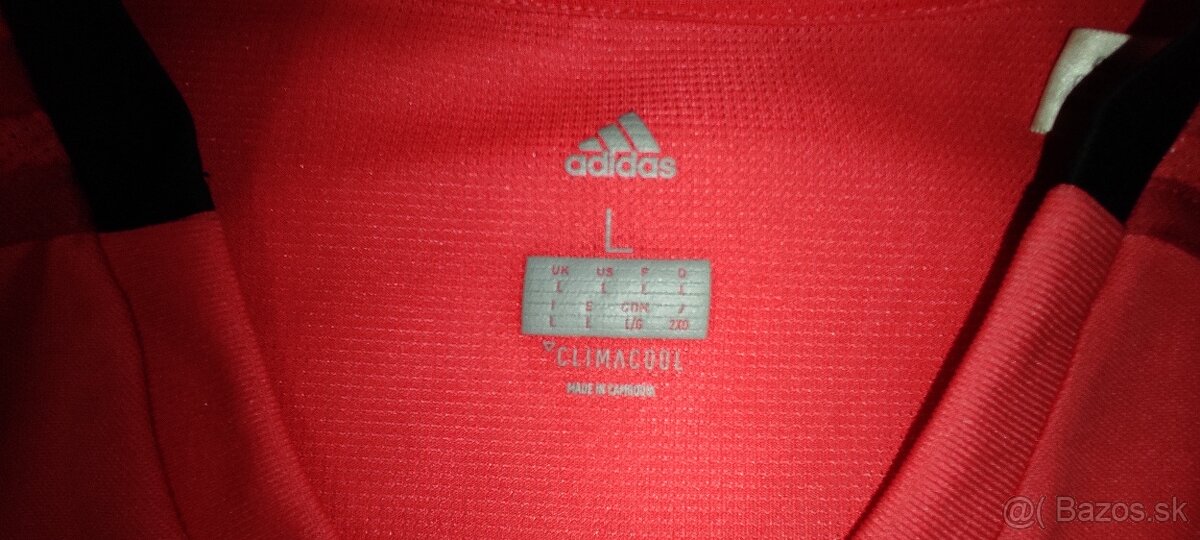 adidas
L
UK US F D
L L L L
I E CDN J
L L L/G 2XO
CLIMACOOL
MADE IN CAMBODIA
@( Bazos.sk